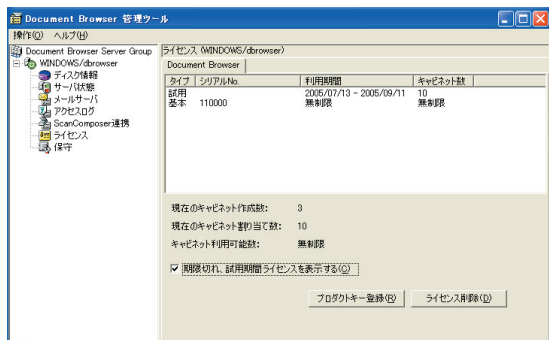 Document Browser 管理ツール
操作(O) ヘルプ(H)
Document Browser Server Group
WINDOWS/dbrowser
ディスク情報
サーバ状態
メールサーバ
アクセスログ
ScanComposer連携
ライセンス
保守
ライセンス (WINDOWS/dbrowser)
Document Browser
タイプ シリアルNo. 利用期間 キャビネット数
試用 2005/07/13 - 2005/09/11 10
基本 110000 無制限 無制限
現在のキャビネット作成数: 3
現在のキャビネット割り当て数: 10
キャビネット利用可能数: 無制限
期限切れ、試用期間ライセンスを表示する(C)
プロダクトキー登録(R) ライセンス削除(D)